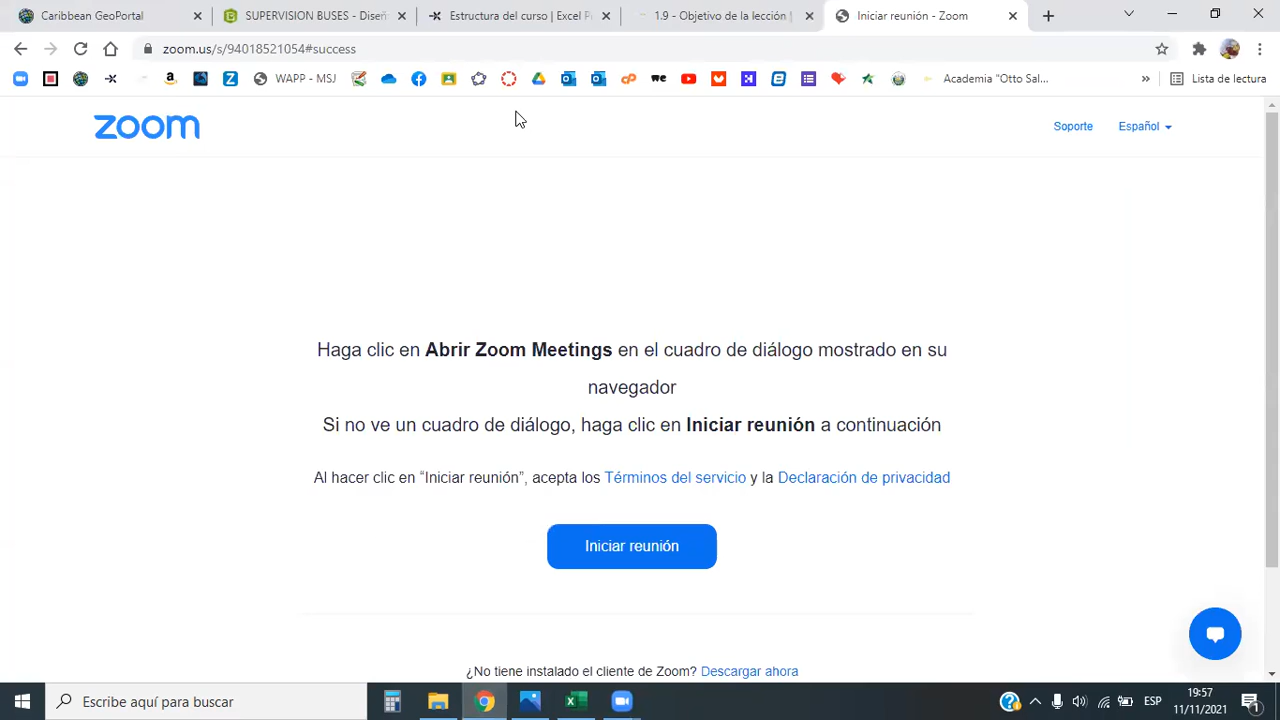 Caribbean GeoPortal
SUPERVISION BUSES - Diseñ
Estructura del curso | Excel P
1.9 - Objetivo de la lección |
Iniciar reunión - Zoom
zoom.us/s/94018521054#success
WAPP - MSJ
we
Academia "Otto Sal...
»
Lista de lectura
zoom
Soporte
Español
Haga clic en Abrir Zoom Meetings en el cuadro de diálogo mostrado en su
navegador
Si no ve un cuadro de diálogo, haga clic en Iniciar reunión a continuación
Al hacer clic en “Iniciar reunión”, acepta los Términos del servicio y la Declaración de privacidad
Iniciar reunión
¿No tiene instalado el cliente de Zoom? Descargar ahora
Escribe aquí para buscar
ESP
19:57
11/11/2021
1